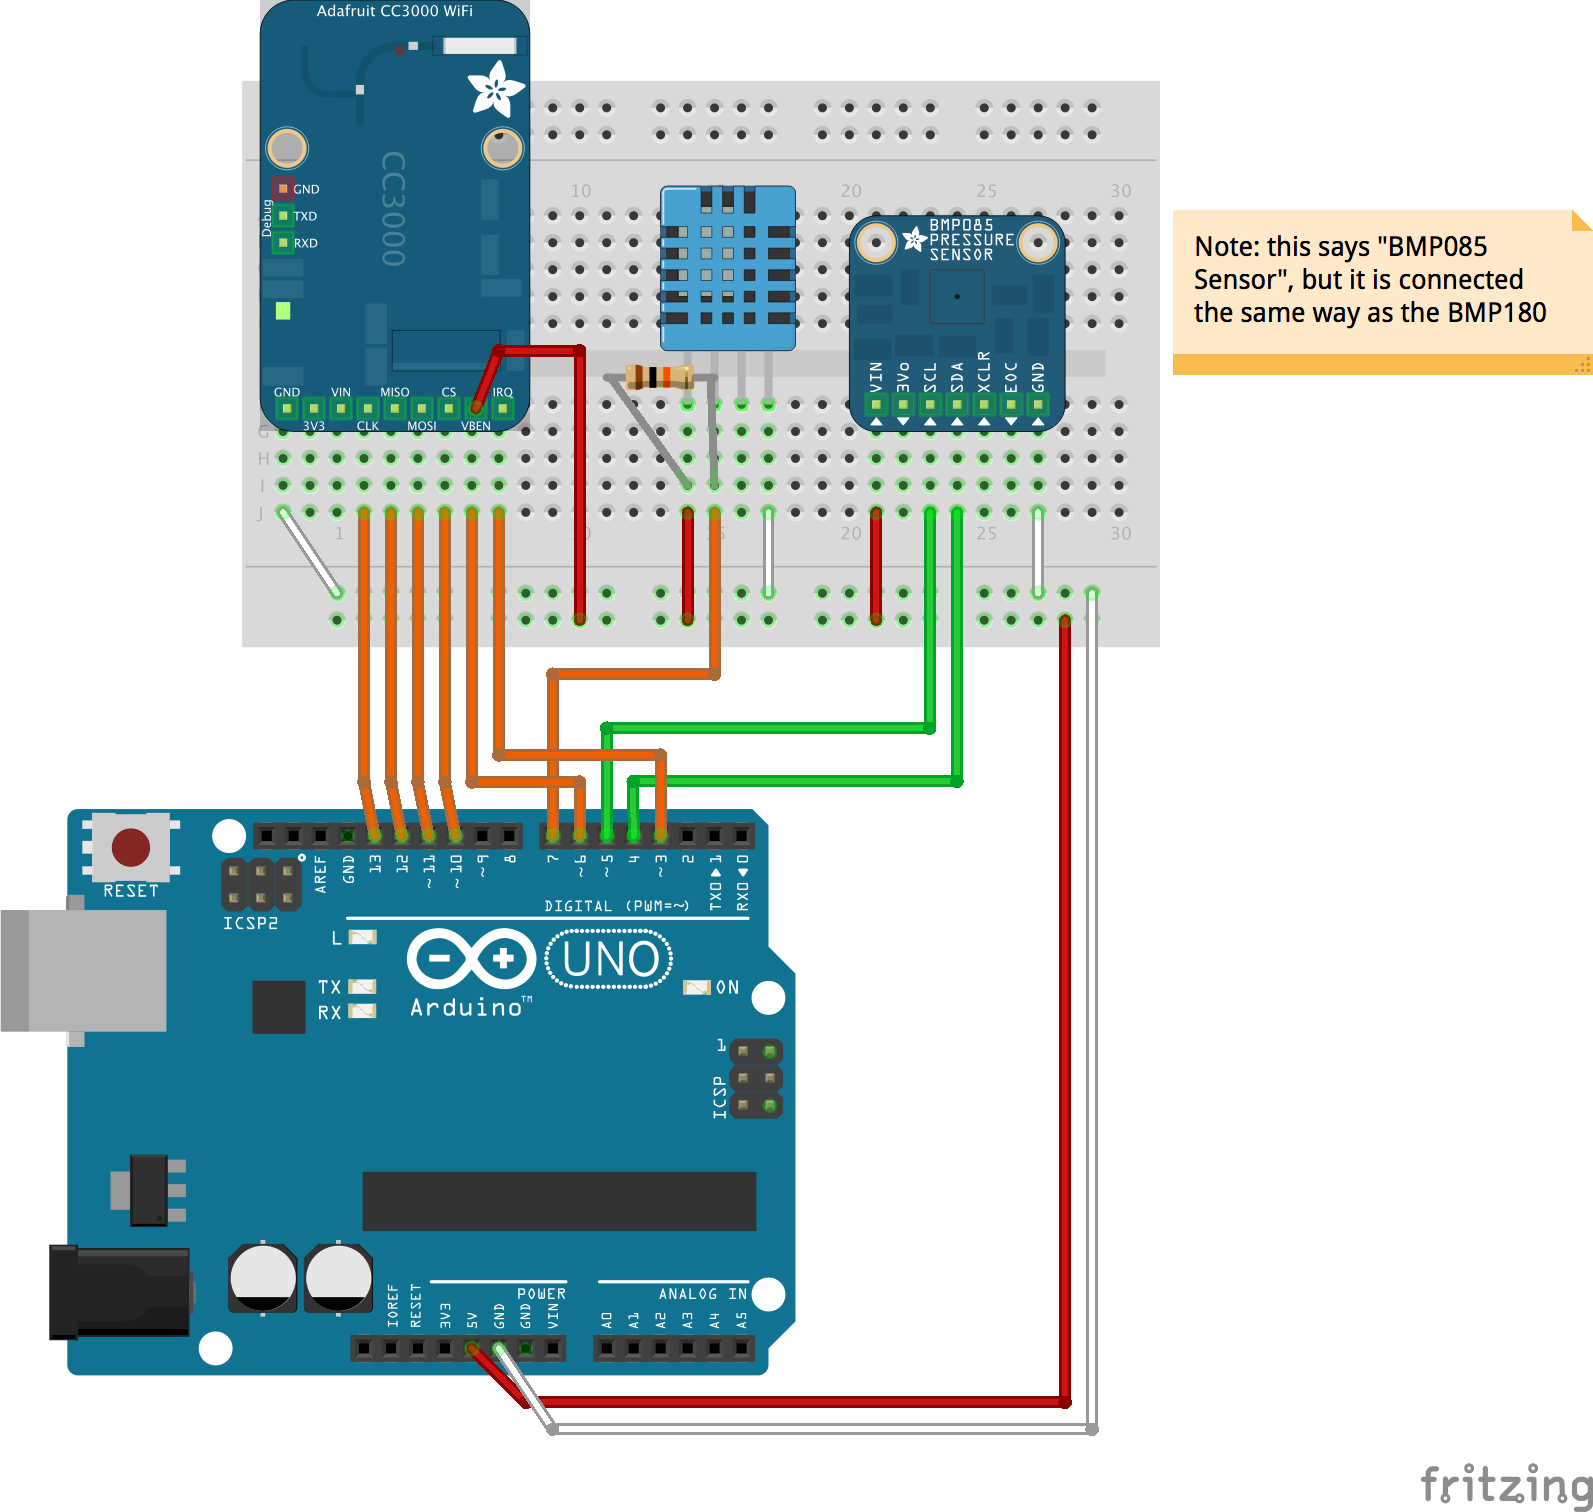 Adafruit CC3000 WiFi
CC3000
Debug
GND
TXD
RXD
GND
VIN
MISO
CS
IRQ
3V3
CLK
MOSI
VBEN
10
15
20
25
30
BMP085
PRESSURE
SENSOR
VIN
3Vo
SCL
SDA
XCLR
EOC
GND
Note: this says "BMP085
Sensor", but it is connected
the same way as the BMP180
G
H
I
J
1
10
15
20
25
30
RESET
ICSP2
AREF
GND
13
12
~11
~10
~9
8
7
~6
~5
4
~3
2
TX0▶1
RX0◀0
DIGITAL (PWM=~)
L
TX
RX
Arduino™
UNO
ON
1
ICSP
POWER
ANALOG IN
IOREF
RESET
3V3
5V
GND
GND
VIN
A0
A1
A2
A3
A4
A5
fritzing